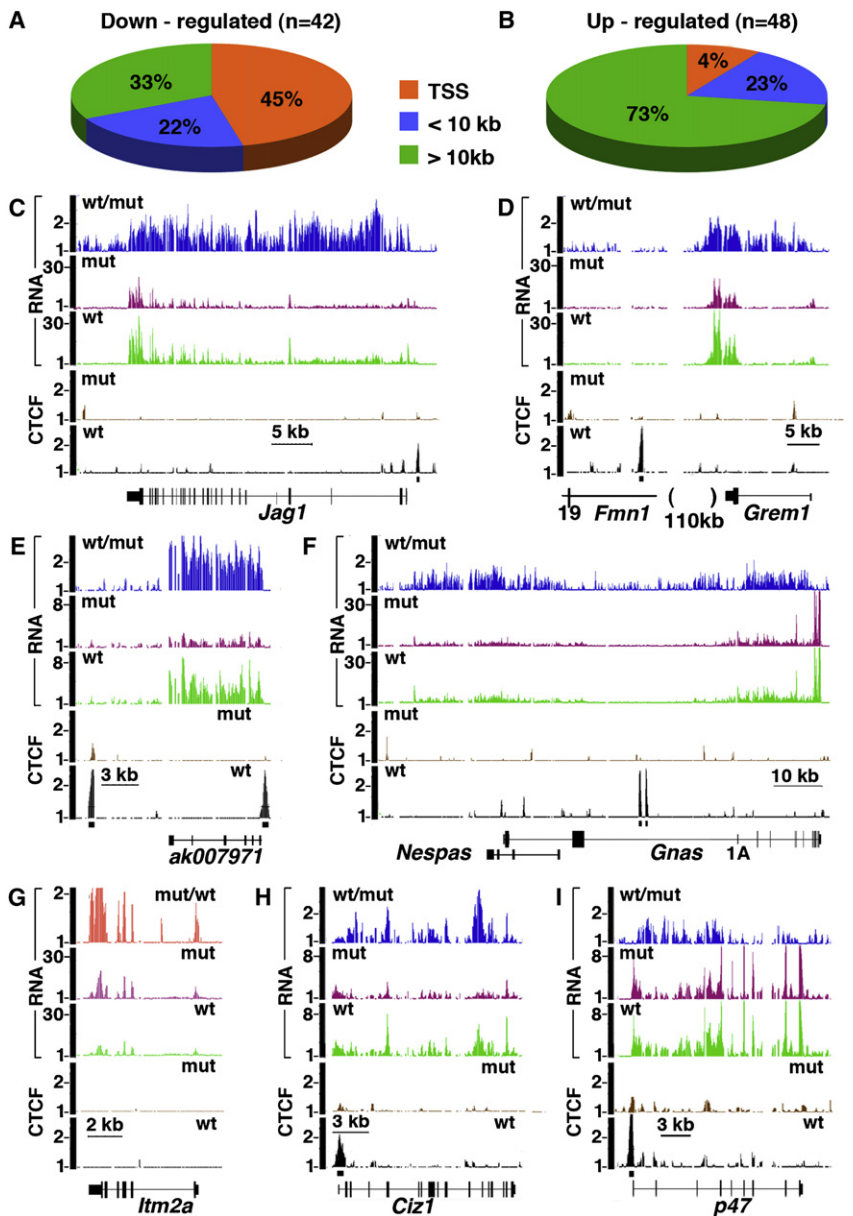 A Down - regulated (n=42)
33%
45%
22%
B Up - regulated (n=48)
4%
23%
73%
TSS
< 10 kb
> 10kb
C
wt/mut
2
1
RNA
mut
30
1
wt
30
1
CTCF
mut
2
1
wt
2
1
5 kb
Jag1
D
wt/mut
2
1
RNA
mut
30
1
wt
30
1
CTCF
mut
2
1
wt
2
1
5 kb
19 Fmn1 ( ) 110kb Grem1
E
wt/mut
2
1
RNA
mut
8
1
wt
8
1
CTCF
mut
2
1
wt
2
1
3 kb
ak007971
F
wt/mut
2
1
RNA
mut
30
1
wt
30
1
CTCF
mut
2
1
wt
2
1
10 kb
Nespas Gnas 1A
G
mut/wt
2
1
RNA
mut
30
1
wt
30
1
CTCF
mut
2
1
wt
2
1
2 kb
Itm2a
H
wt/mut
2
1
RNA
mut
8
1
wt
8
1
CTCF
mut
2
1
wt
2
1
3 kb
Ciz1
I
wt/mut
2
1
RNA
mut
8
1
wt
8
1
CTCF
mut
2
1
wt
2
1
3 kb
p47